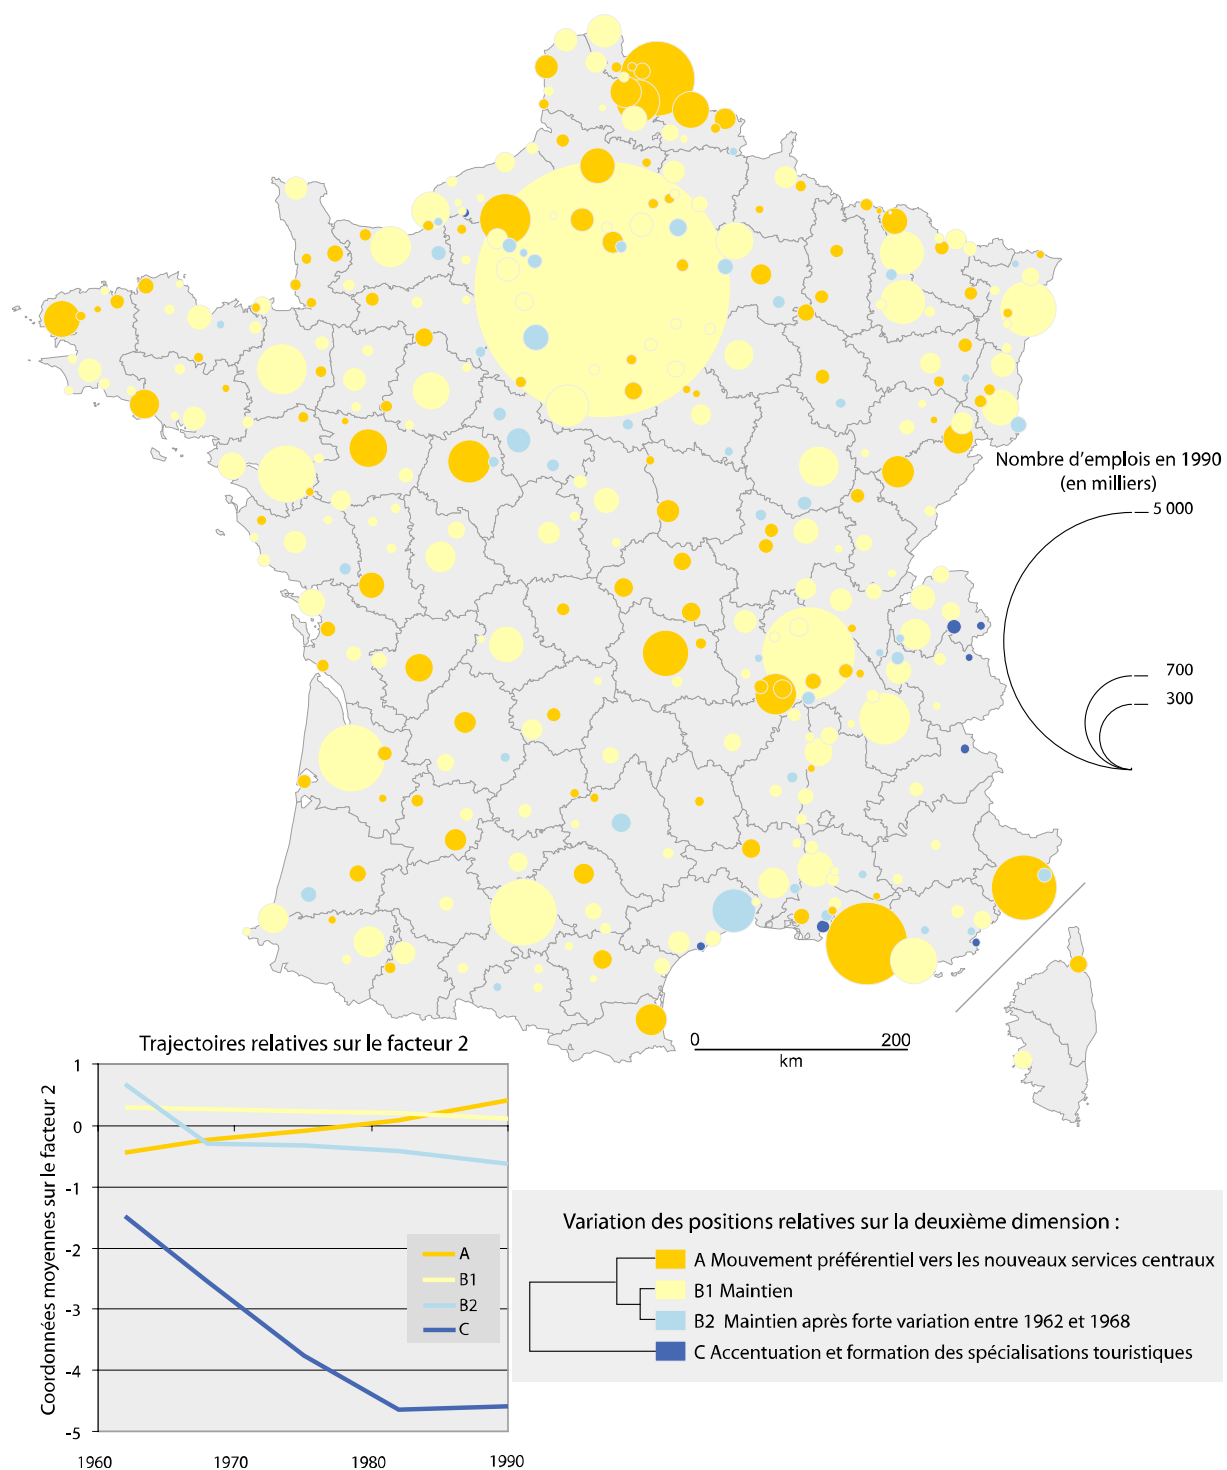 Nombre d'emplois en 1990
(en milliers)
5 000
700
300
0 200
km
Trajectoires relatives sur le facteur 2
Coordonnées moyennes sur le facteur 2
1
0
-1
-2
-3
-4
-5
1960 1970 1980 1990
A
B1
B2
C
Variation des positions relatives sur la deuxième dimension :
A Mouvement préférentiel vers les nouveaux services centraux
B1 Maintien
B2 Maintien après forte variation entre 1962 et 1968
C Accentuation et formation des spécialisations touristiques